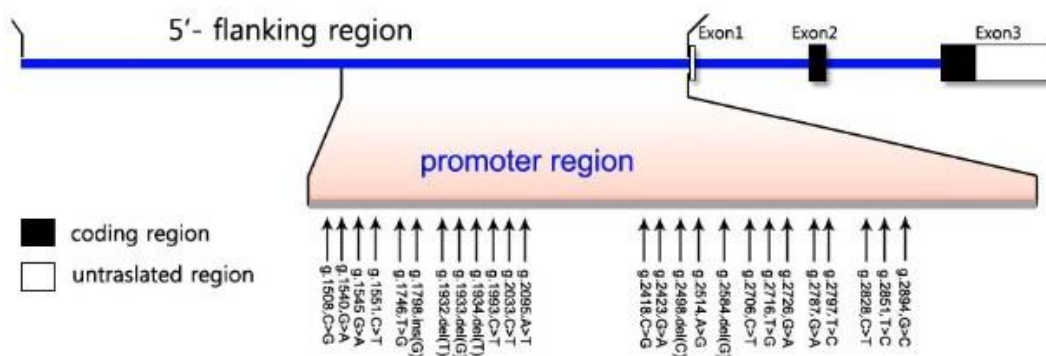 5'- flanking region
Exon1
Exon2
Exon3
promoter region
coding region
untraslated region
g.1508,C>G
g.1540,G>A
g.1545 G>A
g.1551,C>T
g.1746,T>G
g.1798.ins(G)
g.1932.del(T)
g.1933.del(G)
g.1934.del(T)
g.1993,C>T
g.2033,C>T
g.2095.A>T
g.2418,C>G
g.2423,G>A
g.2498.del(C)
g.2514,A>G
g.2584.del(G)
g.2706,C>T
g.2716,T>G
g.2726,G>A
g.2787,G>A
g.2797,T>C
g.2828,C>T
g.2851,T>C
g.2894,G>C